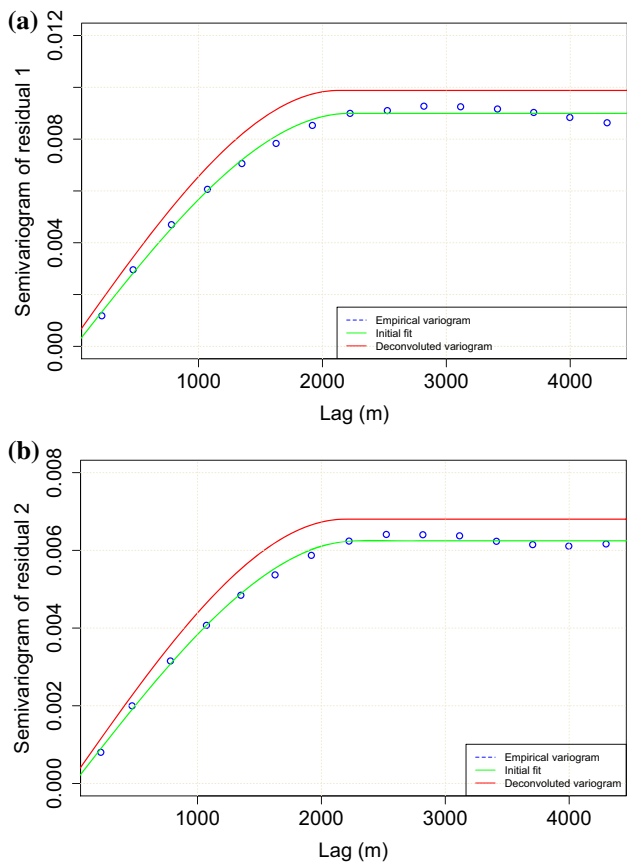 (a)
Semivariogram of residual 1
0.012
0.008
0.004
0.000
Empirical variogram
Initial fit
Deconvoluted variogram
1000 2000 3000 4000
Lag (m)
(b)
Semivariogram of residual 2
0.008
0.006
0.004
0.002
0.000
Empirical variogram
Initial fit
Deconvoluted variogram
1000 2000 3000 4000
Lag (m)